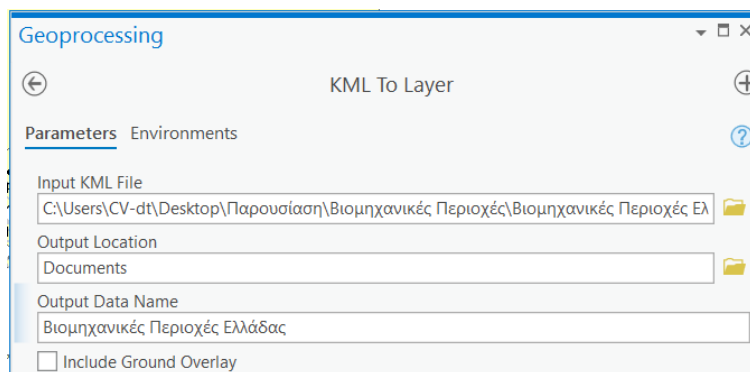 Geoprocessing
KML To Layer
Parameters Environments
Input KML File
C:\Users\CV-dt\Desktop\Παρουσίαση\Βιομηχανικές Περιοχές\Βιομηχανικές Περιοχές Ελ
Output Location
Documents
Output Data Name
Βιομηχανικές Περιοχές Ελλάδας
Include Ground Overlay